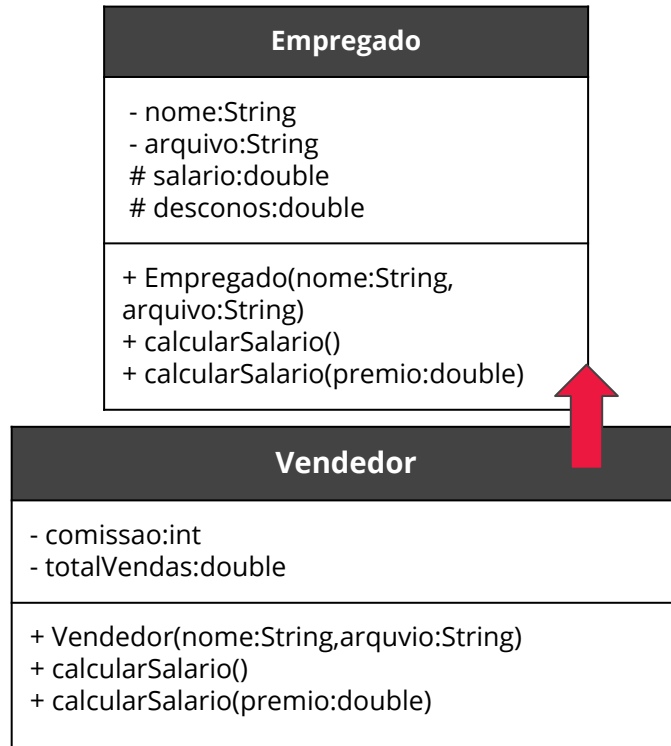 Empregado
- nome:String
- arquivo:String
# salario:double
# desconos:double
+ Empregado(nome:String,
arquivo:String)
+ calcularSalario()
+ calcularSalario(premio:double)
Vendedor
- comissao:int
- totalVendas:double
+ Vendedor(nome:String,arquvio:String)
+ calcularSalario()
+ calcularSalario(premio:double)